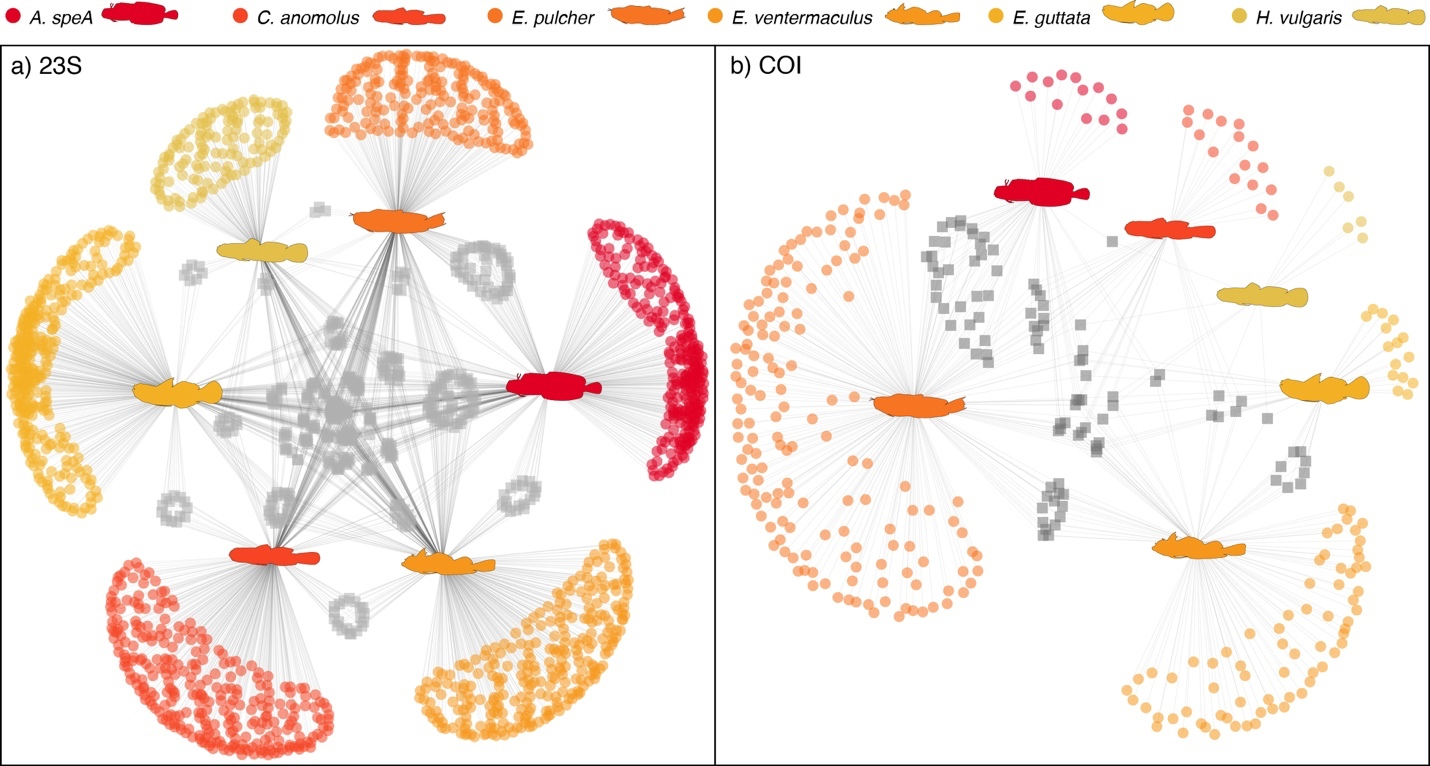 A. speA C. anomolus E. pulcher E. ventermaculus E. guttata H. vulgaris
a) 23S b) COI